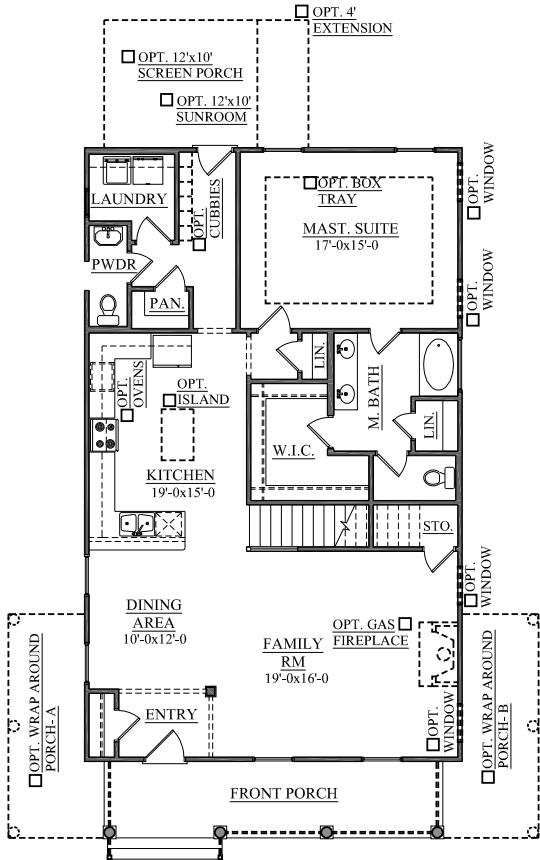 OPT. 4'
EXTENSION
OPT. 12'x10'
SCREEN PORCH
OPT. 12'x10'
SUNROOM
LAUNDRY
OPT.
CUBBIES
OPT. BOX
TRAY
MAST. SUITE
17'-0x15'-0
OPT.
WINDOW
PWDR
PAN.
OPT.
WINDOW
LIN.
OPT.
OVENS
OPT.
ISLAND
M. BATH
LIN.
W.I.C.
KITCHEN
19'-0x15'-0
STO.
OPT.
WINDOW
DINING
AREA
10'-0x12'-0
OPT. GAS
FIREPLACE
FAMILY
RM
19'-0x16'-0
OPT. WRAP AROUND
PORCH- A
ENTRY
OPT.
WINDOW
OPT. WRAP AROUND
PORCH- B
FRONT PORCH